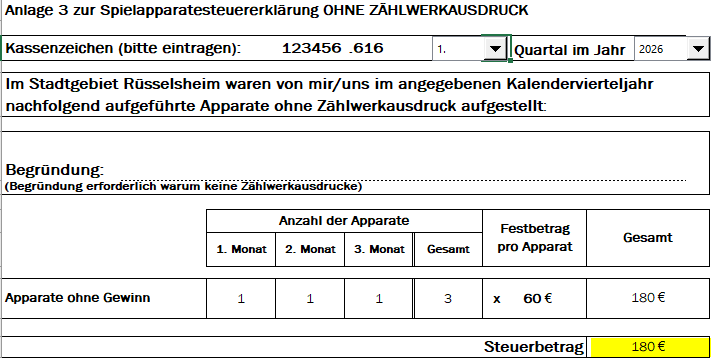 Anlage 3 zur Spielapparatesteuererklärung OHNE ZÄHLWERKAUSDRUCK
Kassenzeichen (bitte eintragen): 123456 .616 1. Quartal im Jahr 2026
Im Stadtgebiet Rüsselsheim waren von mir/uns im angegebenen Kalendervierteljahr
nachfolgend aufgeführte Apparate ohne Zählwerkausdruck aufgestellt:
Begründung:
(Begründung erforderlich warum keine Zählwerkausdrucke)
Anzahl der Apparate
Festbetrag
pro Apparat
Gesamt
1. Monat 2. Monat 3. Monat Gesamt
Apparate ohne Gewinn 1 1 1 3 x 60 € 180 €
Steuerbetrag 180 €